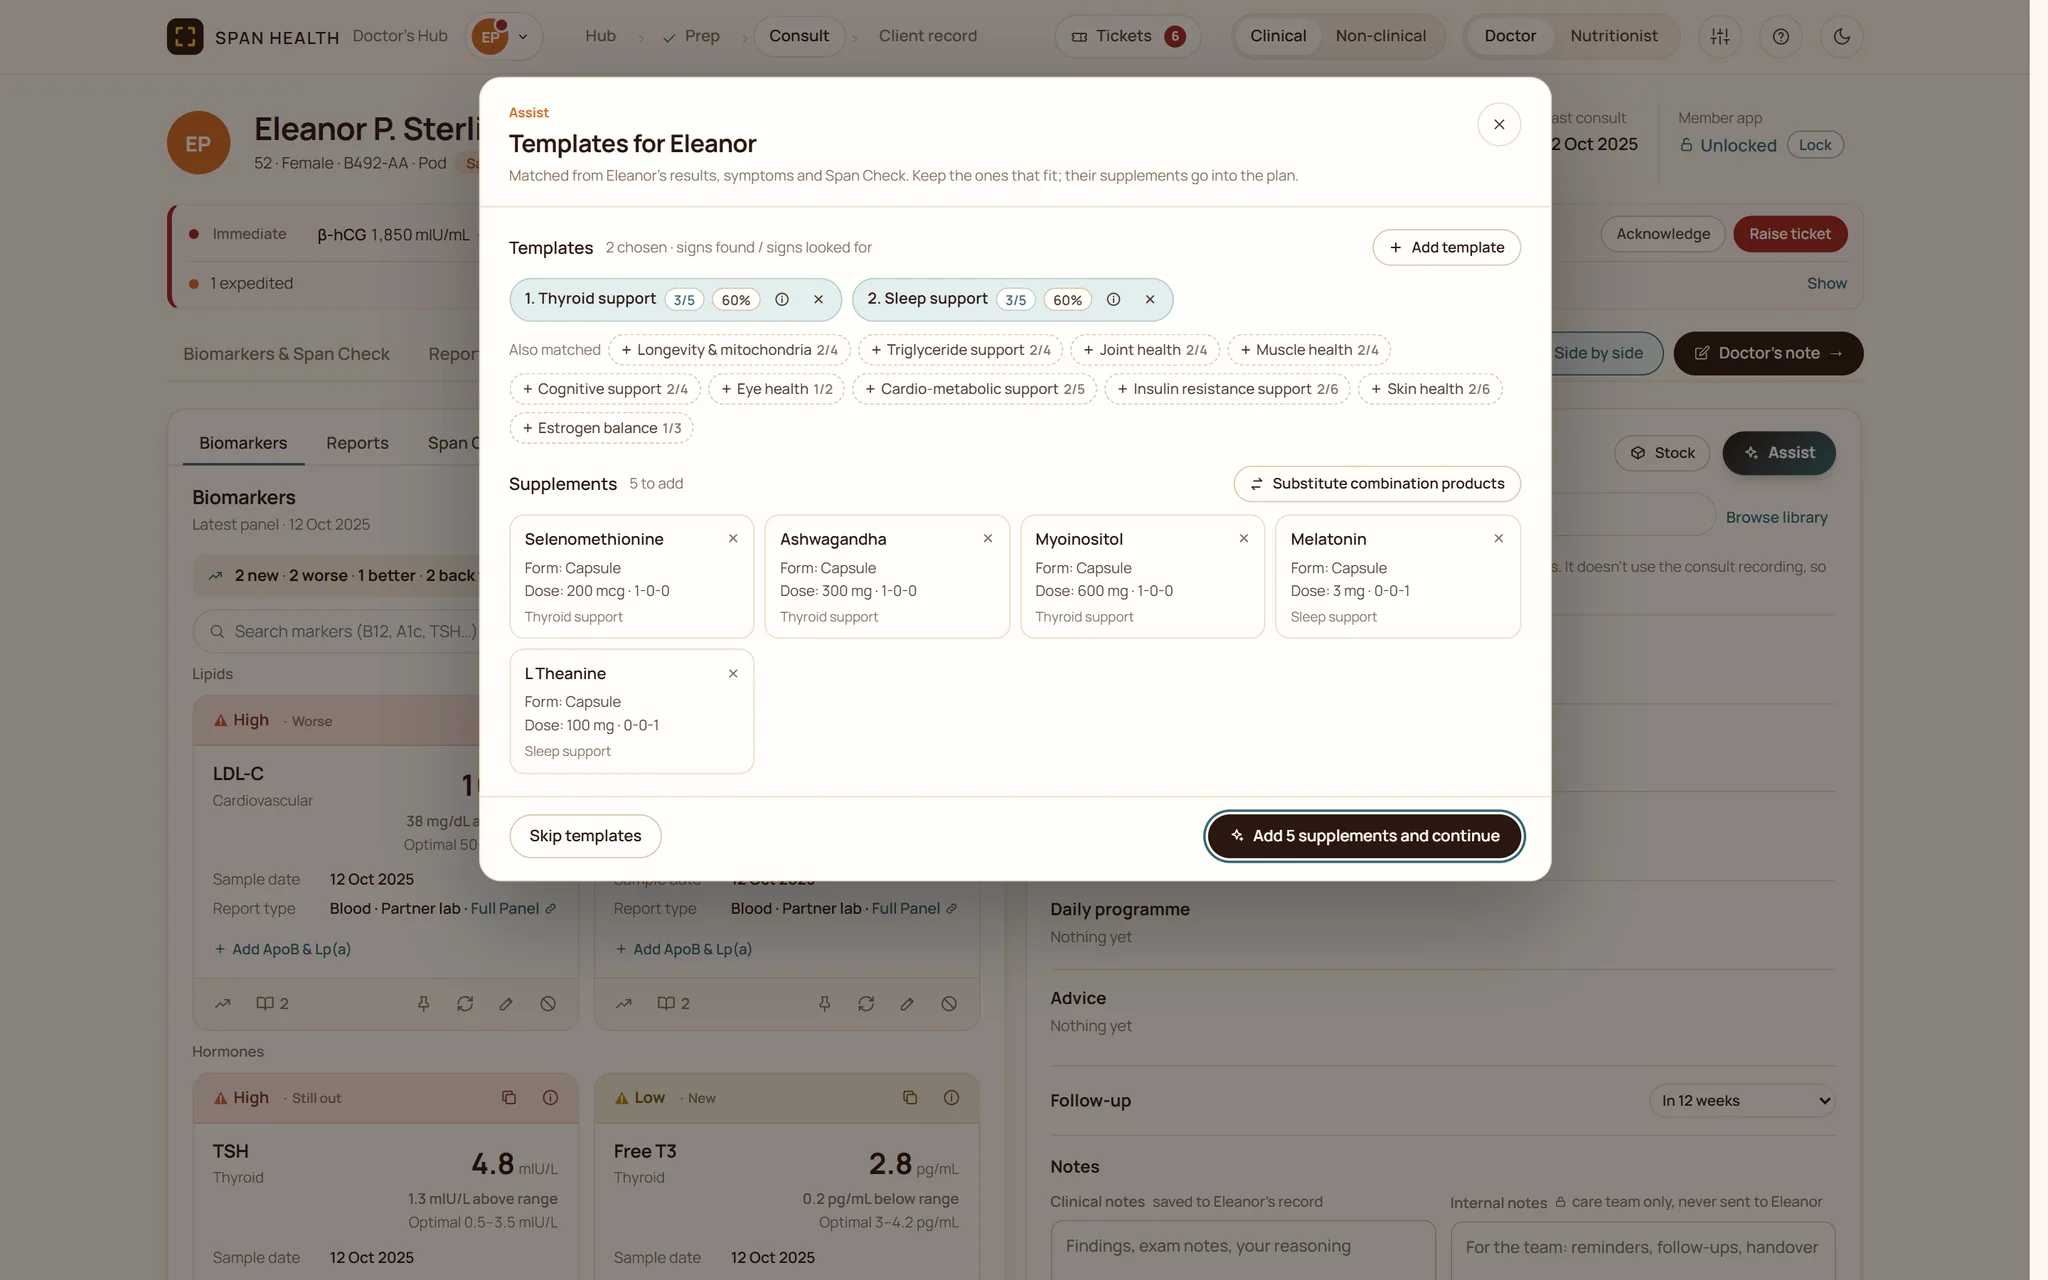 SPAN HEALTH Doctor's Hub EP Hub Prep Consult Client record Tickets 6 Clinical Non-clinical Doctor Nutritionist
EP
Eleanor P. Sterli
52 · Female · B492-AA · Pod
2 Oct 2025
Member app
Unlocked Lock
Immediate β-hCG 1,850 mIU/mL
Acknowledge Raise ticket
1 expedited
Show
Biomarkers & Span Check
Side by side Doctor's note →
Assist
Templates for Eleanor
Matched from Eleanor's results, symptoms and Span Check. Keep the ones that fit; their supplements go into the plan.
Templates 2 chosen · signs found / signs looked for
+ Add template
1. Thyroid support 3/5 60%
2. Sleep support 3/5 60%
Also matched + Longevity & mitochondria 2/4 + Triglyceride support 2/4 + Joint health 2/4 + Muscle health 2/4
+ Cognitive support 2/4 + Eye health 1/2 + Cardio-metabolic support 2/5 + Insulin resistance support 2/6 + Skin health 2/6
+ Estrogen balance 1/3
Supplements 5 to add
Substitute combination products
Selenomethionine
Form: Capsule
Dose: 200 mcg · 1-0-0
Thyroid support
Ashwagandha
Form: Capsule
Dose: 300 mg · 1-0-0
Thyroid support
Myoinositol
Form: Capsule
Dose: 600 mg · 1-0-0
Thyroid support
Melatonin
Form: Capsule
Dose: 3 mg · 0-0-1
Sleep support
L Theanine
Form: Capsule
Dose: 100 mg · 0-0-1
Sleep support
Skip templates
Add 5 supplements and continue
Biomarkers Reports Span C
Biomarkers
Latest panel · 12 Oct 2025
2 new · 2 worse · 1 better · 2 back
Search markers (B12, A1c, TSH...)
Lipids
High · Worse
LDL-C
Cardiovascular
38 mg/dL a
Optimal 50
Sample date 12 Oct 2025
Report type Blood · Partner lab · Full Panel
+ Add ApoB & Lp(a)
2
Sample date 12 Oct 2025
Report type Blood · Partner lab · Full Panel
+ Add ApoB & Lp(a)
2
Hormones
High · Still out
TSH
Thyroid
4.8 mIU/L
1.3 mIU/L above range
Optimal 0.5–3.5 mIU/L
Sample date 12 Oct 2025
Low · New
Free T3
Thyroid
2.8 pg/mL
0.2 pg/mL below range
Optimal 3–4.2 pg/mL
Sample date 12 Oct 2025
Stock Assist
Browse library
s. It doesn't use the consult recording, so
Daily programme
Nothing yet
Advice
Nothing yet
Follow-up In 12 weeks
Notes
Clinical notes saved to Eleanor's record
Findings, exam notes, your reasoning
Internal notes care team only, never sent to Eleanor
For the team: reminders, follow-ups, handover